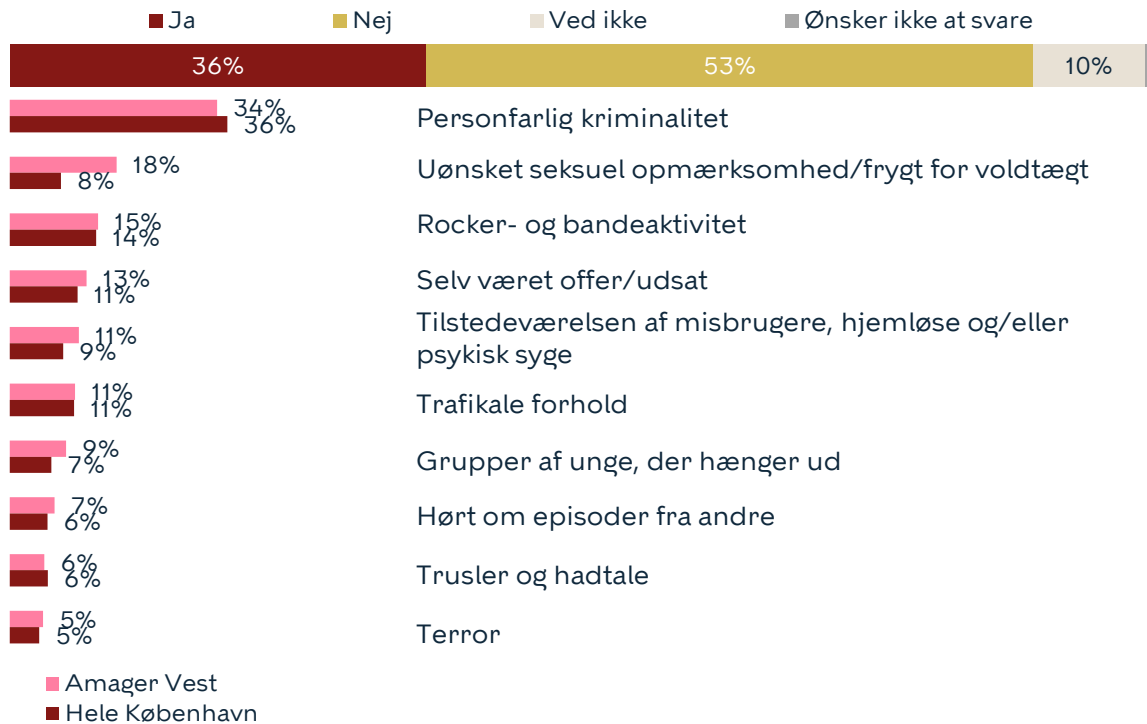 Ja Nej Ved ikke Ønsker ikke at svare
36% 53% 10%
34%
36% Personfarlig kriminalitet
18%
8% Uønsket seksuel opmærksomhed/frygt for voldtægt
15%
14% Rocker- og bandeaktivitet
13%
11% Selv været offer/udsat
11%
9% Tilstedeværelsen af misbrugere, hjemløse og/eller
psykisk syge
11%
11% Trafikale forhold
9%
7% Grupper af unge, der hænger ud
7%
6% Hørt om episoder fra andre
6%
6% Trusler og hadtale
5%
5% Terror
Amager Vest
Hele København